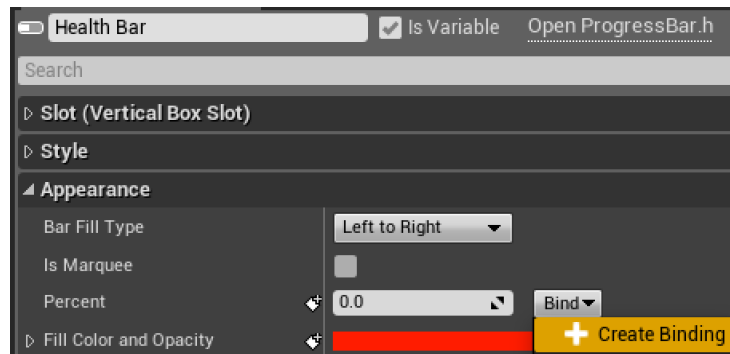 Health Bar Is Variable Open ProgressBar.h
Search
Slot (Vertical Box Slot)
Style
Appearance
Bar Fill Type Left to Right
Is Marquee
Percent 0.0 Bind
Fill Color and Opacity Create Binding